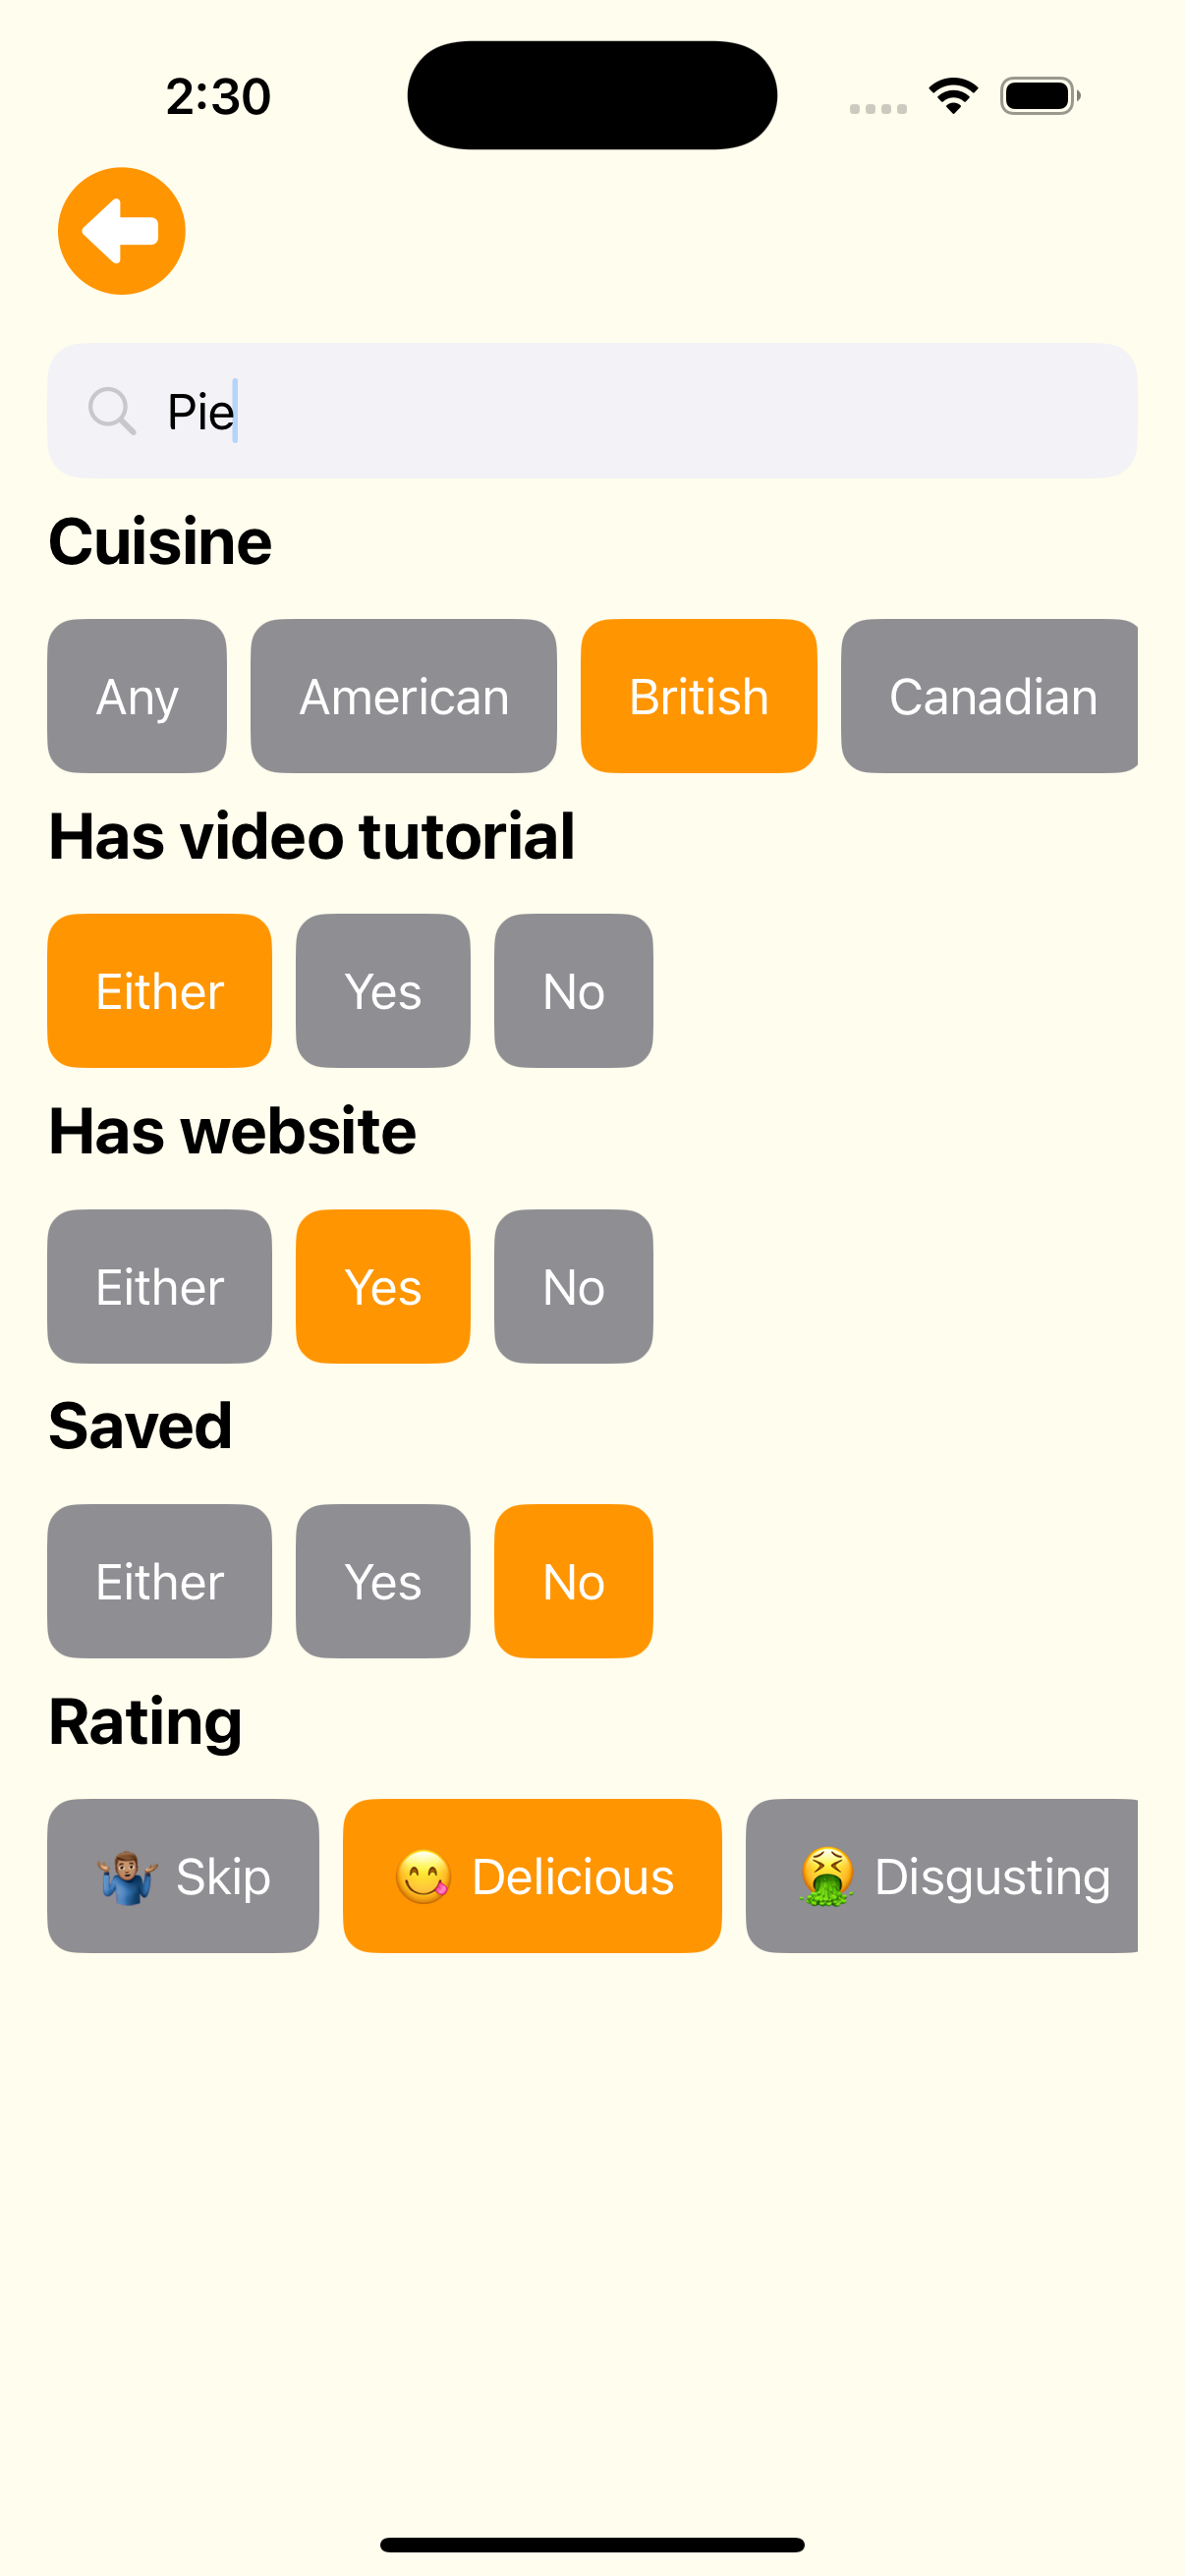 2:30
Pie
Cuisine
Any American British Canadian
Has video tutorial
Either Yes No
Has website
Either Yes No
Saved
Either Yes No
Rating
🤷🏽‍♂️ Skip 😋 Delicious 🤮 Disgusting